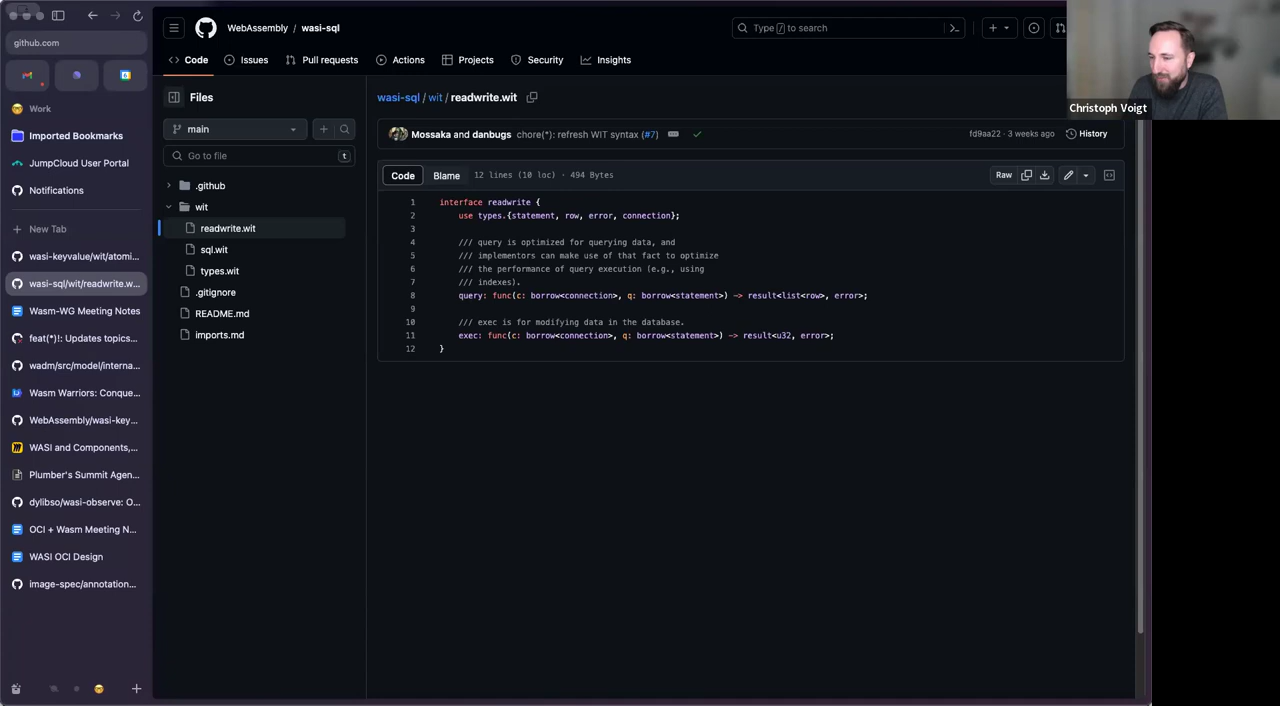 github.com
Work
Imported Bookmarks
JumpCloud User Portal
Notifications
New Tab
wasi-keyvalue/wit/atomi...
wasi-sql/wit/readwrite.w...
Wasm-WG Meeting Notes
feat(*)!: Updates topics...
wadm/src/model/interna...
Wasm Warriors: Conque...
WebAssembly/wasi-key...
WASI and Components,...
Plumber's Summit Agen...
dylibso/wasi-observe: O...
OCI + Wasm Meeting N...
WASI OCI Design
image-spec/annotation...
WebAssembly / wasi-sql
Type / to search
Code Issues Pull requests Actions Projects Security Insights
Files
main
Go to file t
.github
wit
readwrite.wit
sql.wit
types.wit
.gitignore
README.md
imports.md
wasi-sql / wit / readwrite.wit
Mossaka and danbugs chore(*): refresh WIT syntax (#7) fd9aa22 · 3 weeks ago History
Code Blame 12 lines (10 loc) · 494 Bytes Raw
1 interface readwrite {
2 use types.{statement, row, error, connection};
3
4 /// query is optimized for querying data, and
5 /// implementors can make use of that fact to optimize
6 /// the performance of query execution (e.g., using
7 /// indexes).
8 query: func(c: borrow<connection>, q: borrow<statement>) -> result<list<row>, error>;
9
10 /// exec is for modifying data in the database.
11 exec: func(c: borrow<connection>, q: borrow<statement>) -> result<u32, error>;
12 }
Christoph Voigt